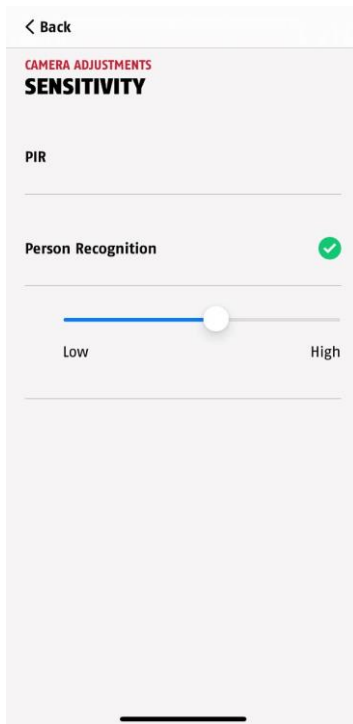 Back
CAMERA ADJUSTMENTS
SENSITIVITY
PIR
Person Recognition
Low High